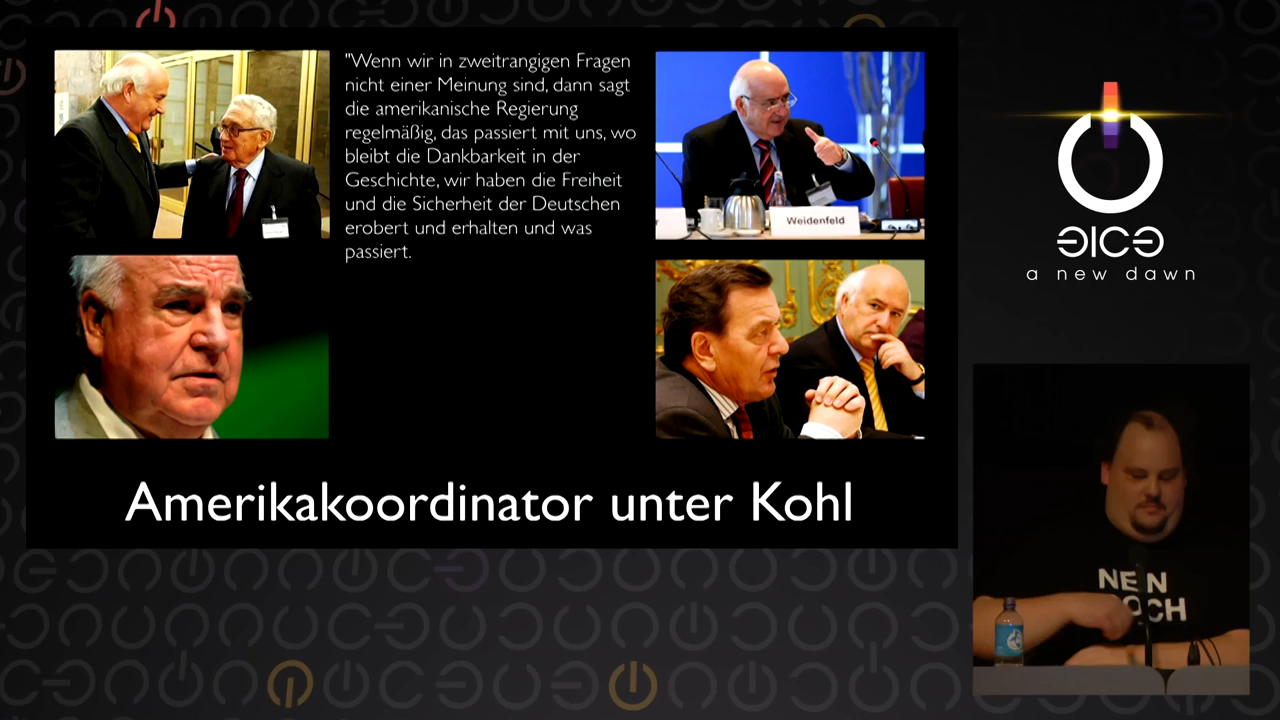 "Wenn wir in zweitrangigen Fragen
nicht einer Meinung sind, dann sagt
die amerikanische Regierung
regelmäßig, das passiert mit uns, wo
bleibt die Dankbarkeit in der
Geschichte, wir haben die Freiheit
und die Sicherheit der Deutschen
erobert und erhalten und was
passiert.
Weidenfeld
Amerikakoordinator unter Kohl
a new dawn
NEIN